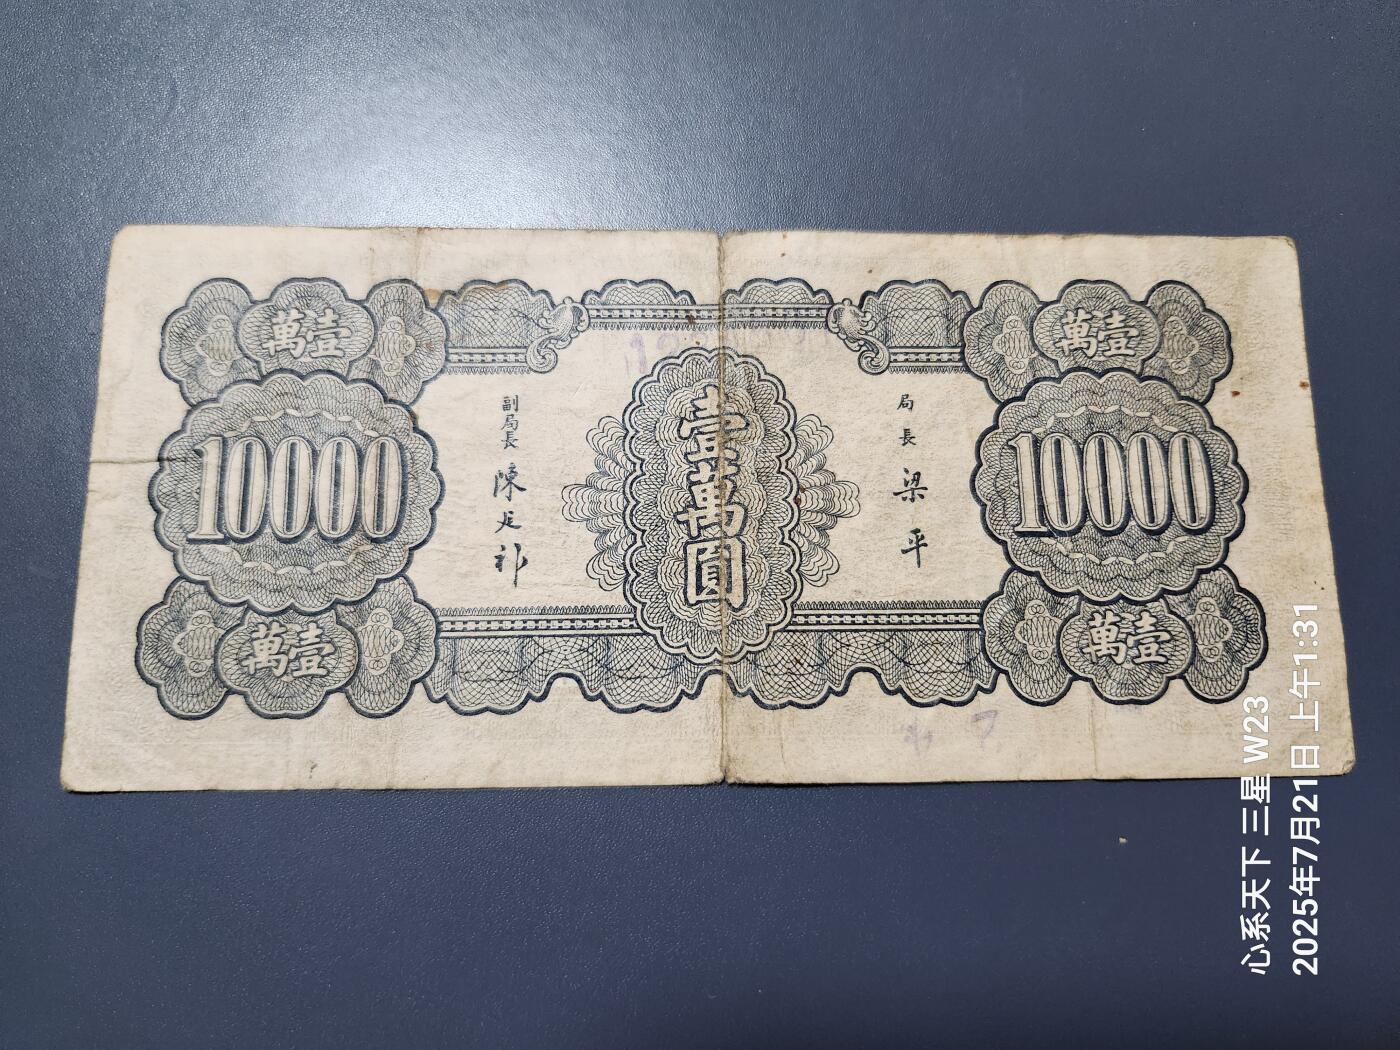 萬壹
萬壹
10000
10000
萬壹
萬壹
壹萬圓
局長
梁平
副局長
陳延祚
心系天下 三星 W23
2025年7月21日 上午1:31